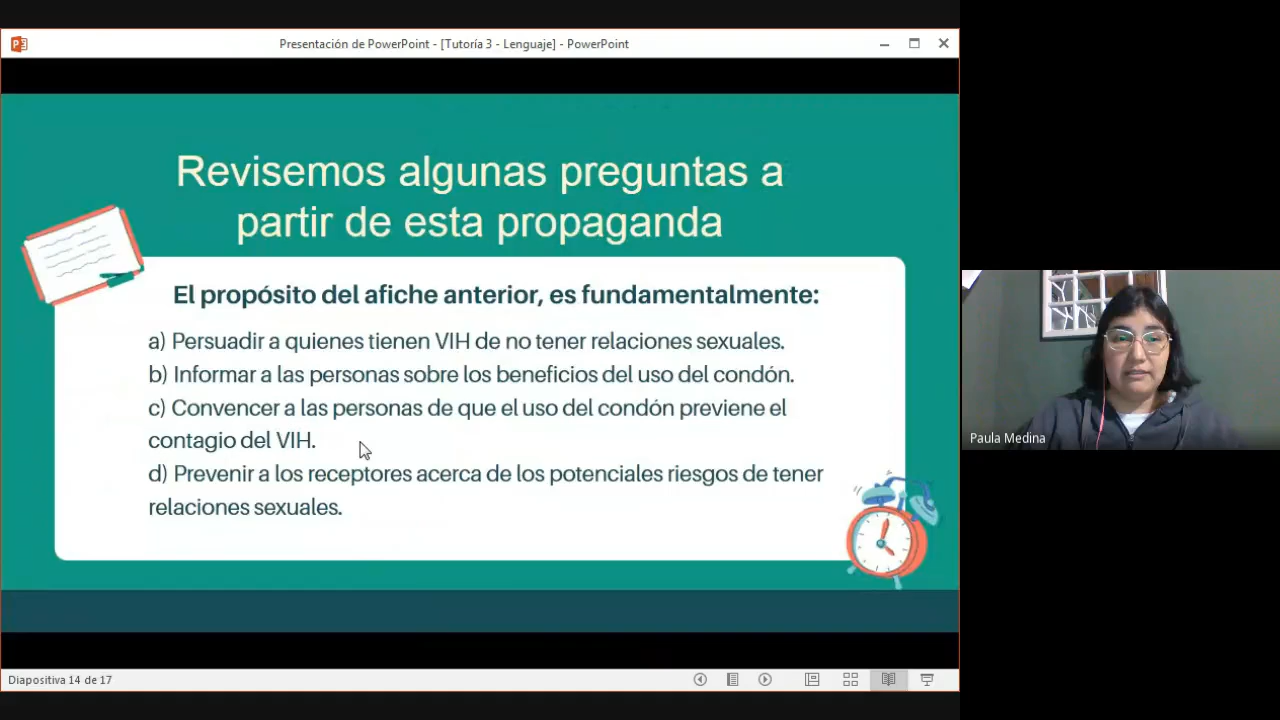 Presentación de PowerPoint - [Tutoría 3 - Lenguaje] - PowerPoint
Revisemos algunas preguntas a
partir de esta propaganda
El propósito del afiche anterior, es fundamentalmente:
a) Persuadir a quienes tienen VIH de no tener relaciones sexuales.
b) Informar a las personas sobre los beneficios del uso del condón.
c) Convencer a las personas de que el uso del condón previene el
contagio del VIH.
d) Prevenir a los receptores acerca de los potenciales riesgos de tener
relaciones sexuales.
Paula Medina
Diapositiva 14 de 17